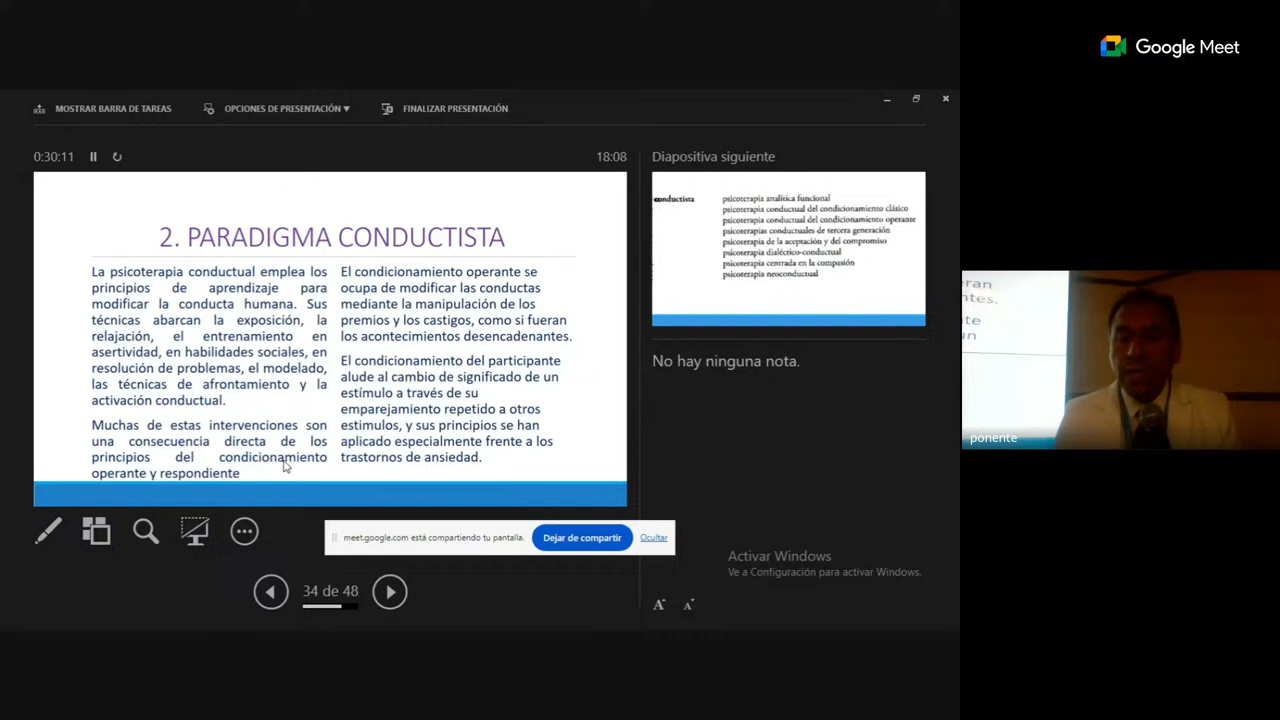 Google Meet
MOSTRAR BARRA DE TAREAS
OPCIONES DE PRESENTACIÓN ▼
FINALIZAR PRESENTACIÓN
0:30:11
18:08
2. PARADIGMA CONDUCTISTA
La psicoterapia conductual emplea los
principios de aprendizaje para
modificar la conducta humana. Sus
técnicas abarcan la exposición, la
relajación, el entrenamiento en
asertividad, en habilidades sociales, en
resolución de problemas, el modelado,
las técnicas de afrontamiento y la
activación conductual.
Muchas de estas intervenciones son
una consecuencia directa de los
principios del condicionamiento
operante y respondiente
El condicionamiento operante se
ocupa de modificar las conductas
mediante la manipulación de los
premios y los castigos, como si fueran
los acontecimientos desencadenantes.
El condicionamiento del participante
alude al cambio de significado de un
estímulo a través de su
emparejamiento repetido a otros
estimulos, y sus principios se han
aplicado especialmente frente a los
trastornos de ansiedad.
Diapositiva siguiente
conductista
psicoterapia analítica funcional
psicoterapia conductual del condicionamiento clásico
psicoterapia conductual del condicionamiento operante
psicoterapias conductuales de tercera generación
psicoterapia de la aceptación y del compromiso
psicoterapia dialéctico-conductual
psicoterapia centrada en la compasión
psicoterapia neoconductual
No hay ninguna nota.
meet.google.com está compartiendo tu pantalla.
Dejar de compartir
Ocultar
34 de 48
Activar Windows
Ve a Configuración para activar Windows.
A A
eran
ntes.
te
un
ponente